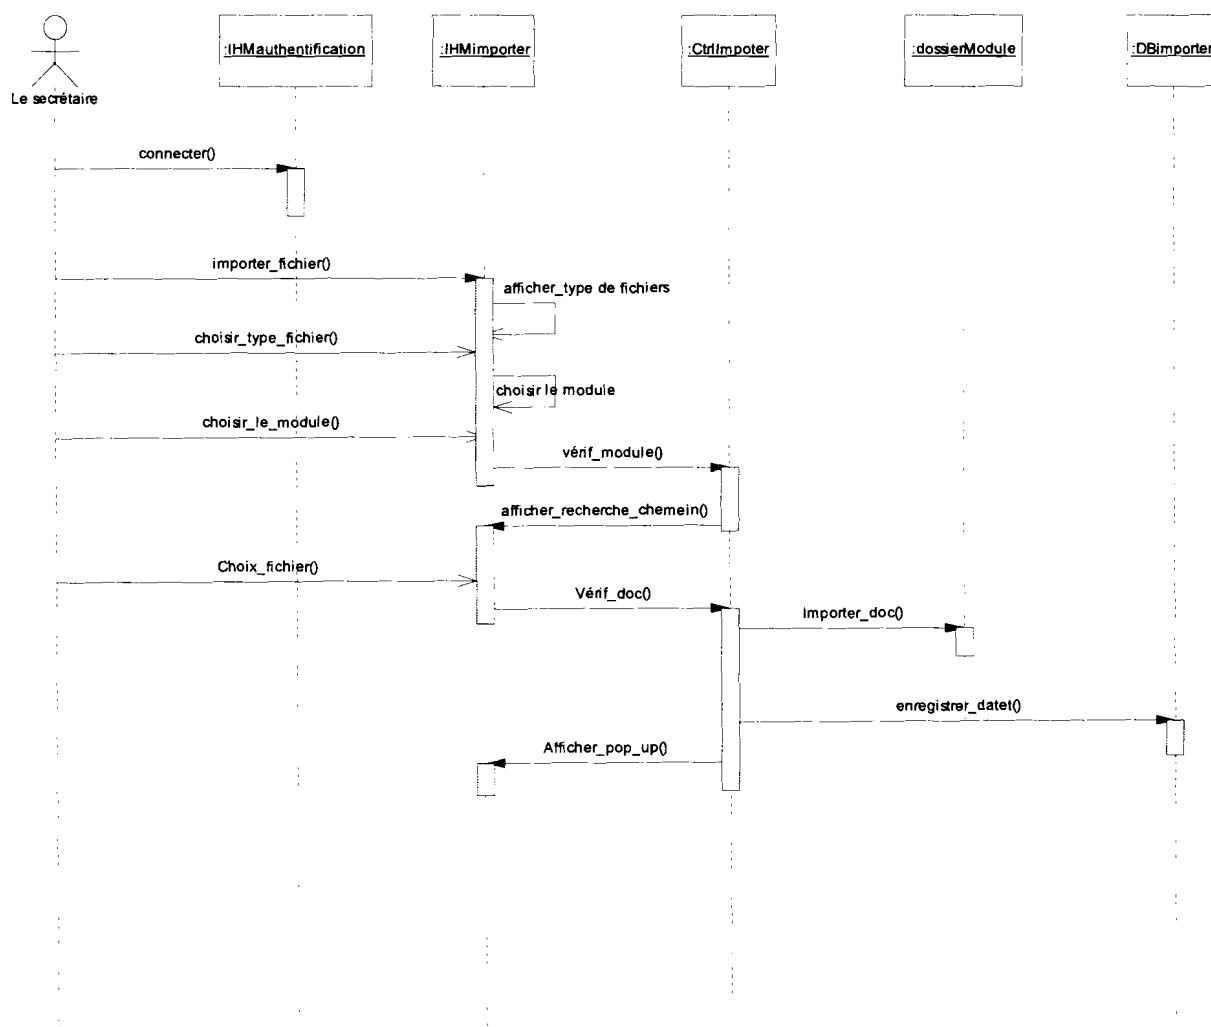 :IHMauthentification
:IHMimporter
:CtrlImpoter
:dossierModule
:DBimporter
Le secrétaire
connecter()
importer_fichier()
afficher_type de fichiers
choisir_type_fichier()
choisir le module
choisir_le_module()
vérif_module()
afficher_recherche_chemein()
Choix_fichier()
Vérif_doc()
Importer_doc()
enregistrer_datet()
Afficher_pop_up()